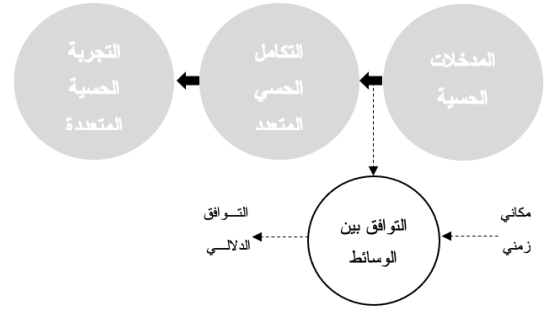 المدخلات
الحسية
التكامل
الحسي
المتعدد
التجربة
الحسية
المتعددة
مكاني
زمني
التوافق بين
الوسائط
التـــوافق
الدلالـــي